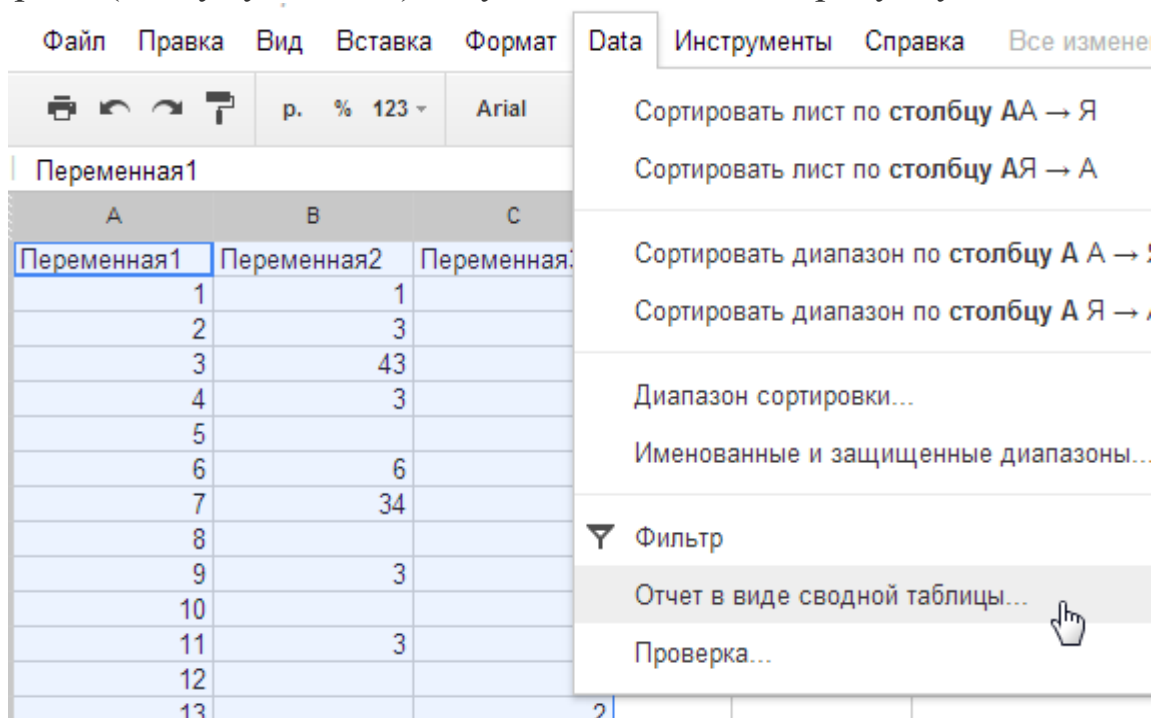 Файл Правка Вид Вставка Формат Data Инструменты Справка Все измене
р. % 123 Arial
Переменная1
A B C
Переменная1 Переменная2 Переменная
1 1
2 3
3 43
4 3
5
6 6
7 34
8
9 3
10
11 3
12
13 2
Сортировать лист по столбцу AА → Я
Сортировать лист по столбцу AЯ → А
Сортировать диапазон по столбцу A А →
Сортировать диапазон по столбцу A Я →
Диапазон сортировки...
Именованные и защищенные диапазоны...
Фильтр
Отчет в виде сводной таблицы...
Проверка...